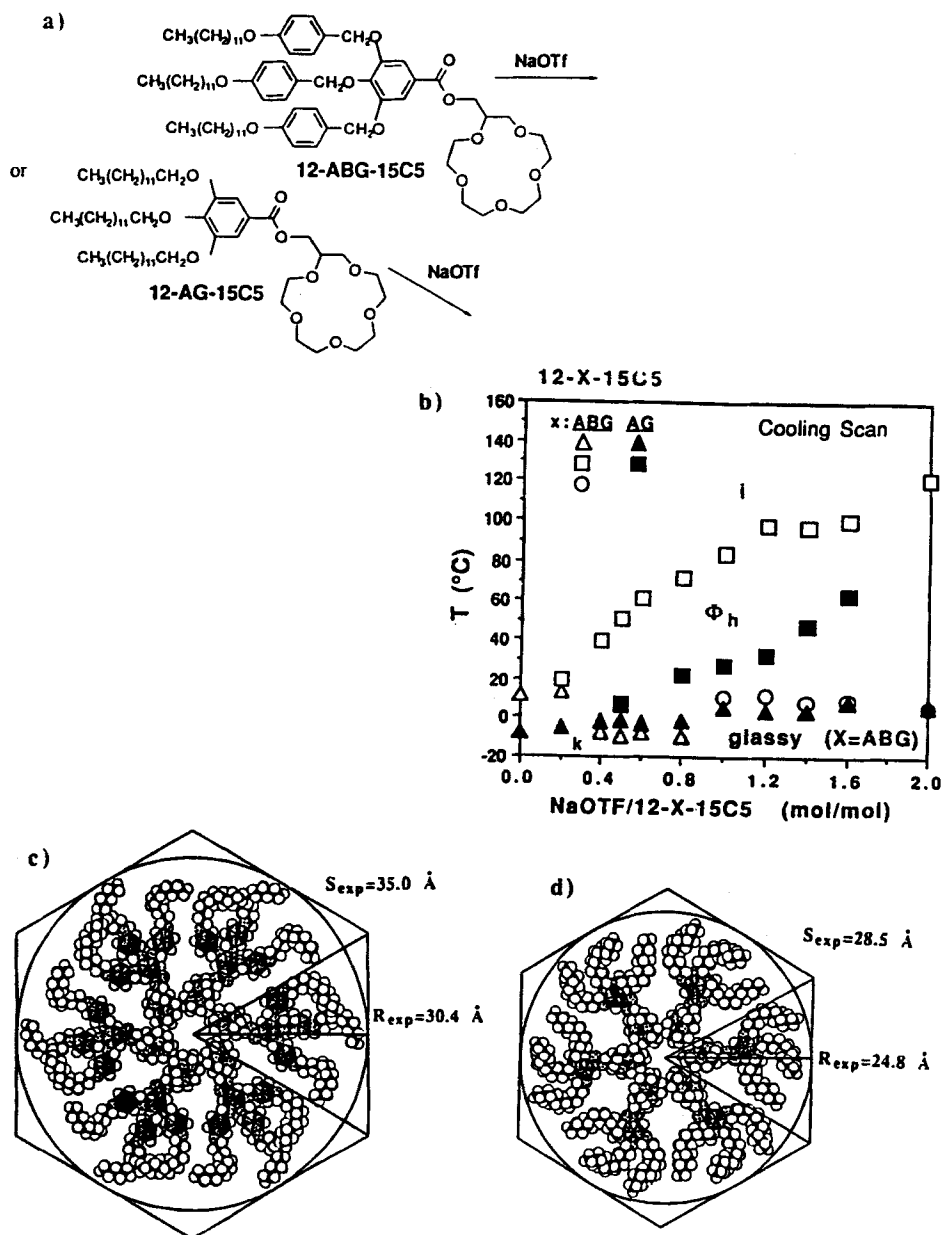 a)
CH₃(CH₂)₁₁—O CH₂O
CH₃(CH₂)₁₁—O CH₂O
CH₃(CH₂)₁₁—O CH₂O
O
O
NaOTf
O O
O O
O
12-ABG-15C5
or
CH₃(CH₂)₁₁CH₂O
CH₃(CH₂)₁₁CH₂O
CH₃(CH₂)₁₁CH₂O
O
O
NaOTf
O O
O O
O
12-AG-15C5
12-X-15C5
b)
x: ABG AG
Cooling Scan
160
140
120
100
80
60
40
20
0
-20
T (°C)
i
Φh
k
glassy (X=ABG)
0.0 0.4 0.8 1.2 1.6 2.0
NaOTF/12-X-15C5 (mol/mol)
c)
Sexp=35.0 Å
Rexp=30.4 Å
d)
Sexp=28.5 Å
Rexp=24.8 Å